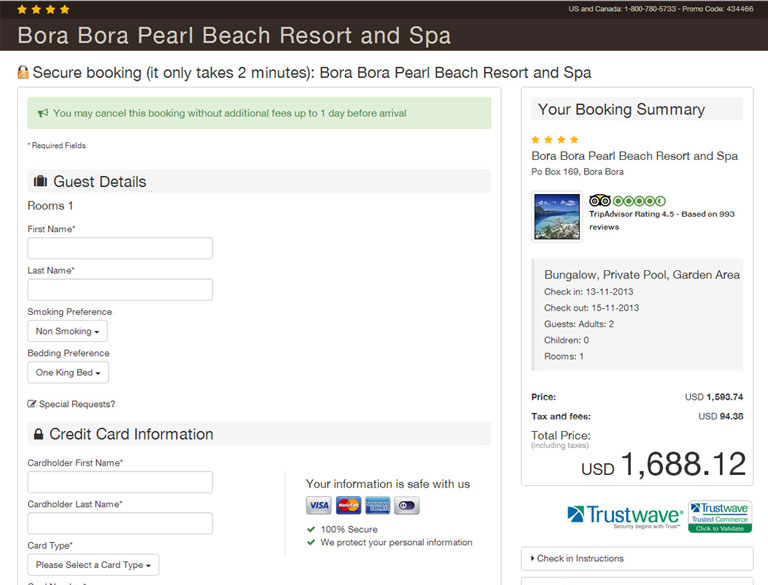 US and Canada: 1-800-780-5733 - Promo Code: 434466
Bora Bora Pearl Beach Resort and Spa
Secure booking (it only takes 2 minutes): Bora Bora Pearl Beach Resort and Spa
You may cancel this booking without additional fees up to 1 day before arrival
* Required Fields
Guest Details
Rooms 1
First Name*
Last Name*
Smoking Preference
Non Smoking
Bedding Preference
One King Bed
Special Requests?
Credit Card Information
Cardholder First Name*
Cardholder Last Name*
Card Type*
Please Select a Card Type
Your information is safe with us
VISA
MasterCard
100% Secure
We protect your personal information
Your Booking Summary
Bora Bora Pearl Beach Resort and Spa
Po Box 169, Bora Bora
TripAdvisor Rating 4.5 - Based on 993
reviews
Bungalow, Private Pool, Garden Area
Check in: 13-11-2013
Check out: 15-11-2013
Guests: Adults: 2
Children: 0
Rooms: 1
Price: USD 1,593.74
Tax and fees: USD 94.38
Total Price:
(including taxes)
USD 1,688.12
Trustwave®
Security begins with Trust™
Trustwave
Trusted Commerce
Click to Validate
Check in Instructions